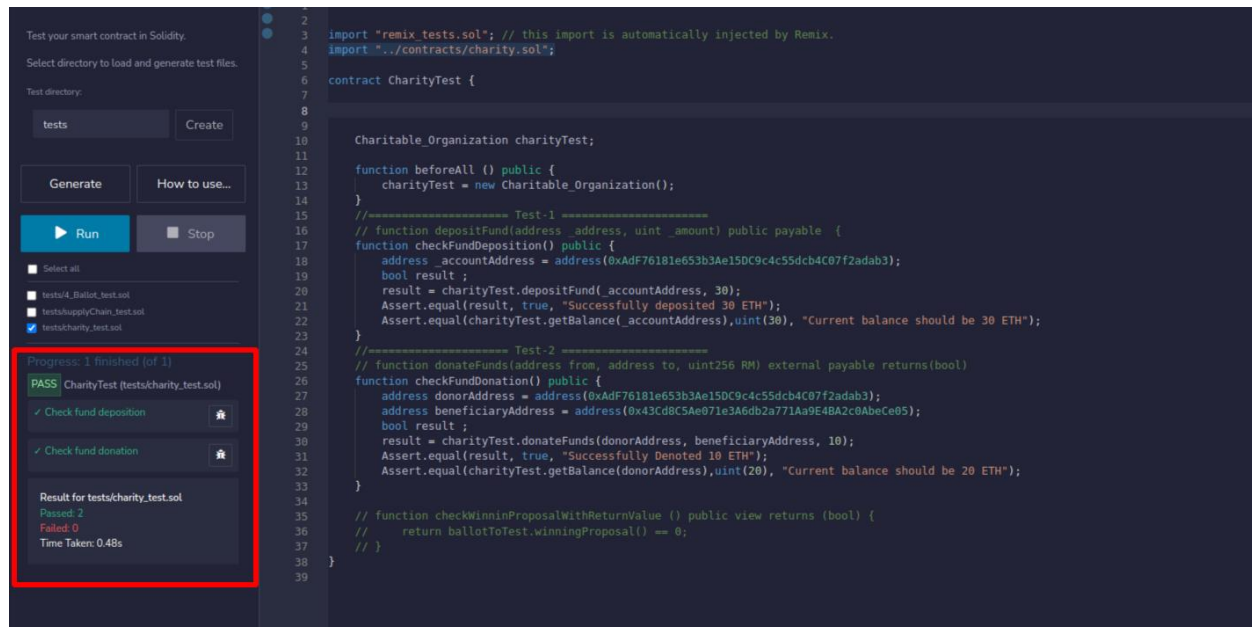 Test your smart contract in Solidity.
Select directory to load and generate test files.
Test directory:
tests
Create
Generate
How to use...
Run
Stop
Select all
tests/4_Ballot_test.sol
tests/supplyChain_test.sol
tests/charity_test.sol
Progress: 1 finished (of 1)
PASS CharityTest (tests/charity_test.sol)
✓ Check fund deposition
✓ Check fund donation
Result for tests/charity_test.sol
Passed: 2
Failed: 0
Time Taken: 0.48s
2
3 import "remix_tests.sol"; // this import is automatically injected by Remix.
4 import "../contracts/charity.sol";
5
6 contract CharityTest {
7
8
9
10 Charitable_Organization charityTest;
11
12 function beforeAll () public {
13 charityTest = new Charitable_Organization();
14 }
15 //===================== Test-1 ======================
16 // function depositFund(address _address, uint _amount) public payable {
17 function checkFundDeposition() public {
18 address _accountAddress = address(0xAdF76181e653b3Ae15DC9c4c55dcb4C07f2adab3);
19 bool result ;
20 result = charityTest.depositFund(_accountAddress, 30);
21 Assert.equal(result, true, "Successfully deposited 30 ETH");
22 Assert.equal(charityTest.getBalance(_accountAddress),uint(30), "Current balance should be 30 ETH");
23 }
24 //===================== Test-2 ======================
25 // function donateFunds(address from, address to, uint256 RM) external payable returns(bool)
26 function checkFundDonation() public {
27 address donorAddress = address(0xAdF76181e653b3Ae15DC9c4c55dcb4C07f2adab3);
28 address beneficiaryAddress = address(0x43Cd8C5Ae071e3A6db2a771Aa9E4BA2c0AbeCe05);
29 bool result ;
30 result = charityTest.donateFunds(donorAddress, beneficiaryAddress, 10);
31 Assert.equal(result, true, "Successfully Denoted 10 ETH");
32 Assert.equal(charityTest.getBalance(donorAddress),uint(20), "Current balance should be 20 ETH");
33 }
34
35 // function checkWinninProposalWithReturnValue () public view returns (bool) {
36 // return ballotToTest.winningProposal() == 0;
37 // }
38 }
39